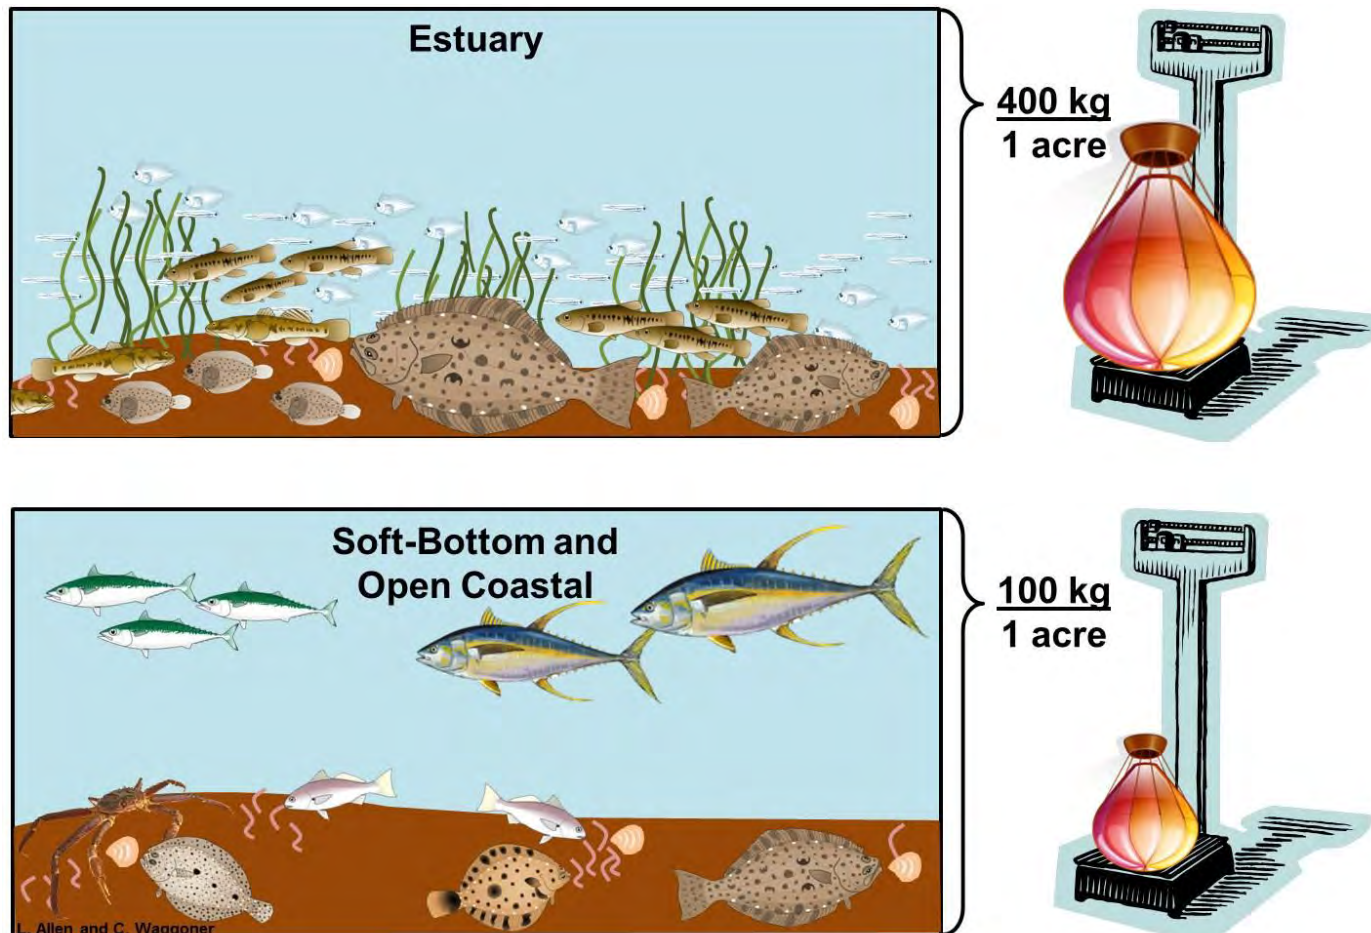 Estuary
400 kg
1 acre
Soft-Bottom and
Open Coastal
100 kg
1 acre
L. Allen and C. Waggoner